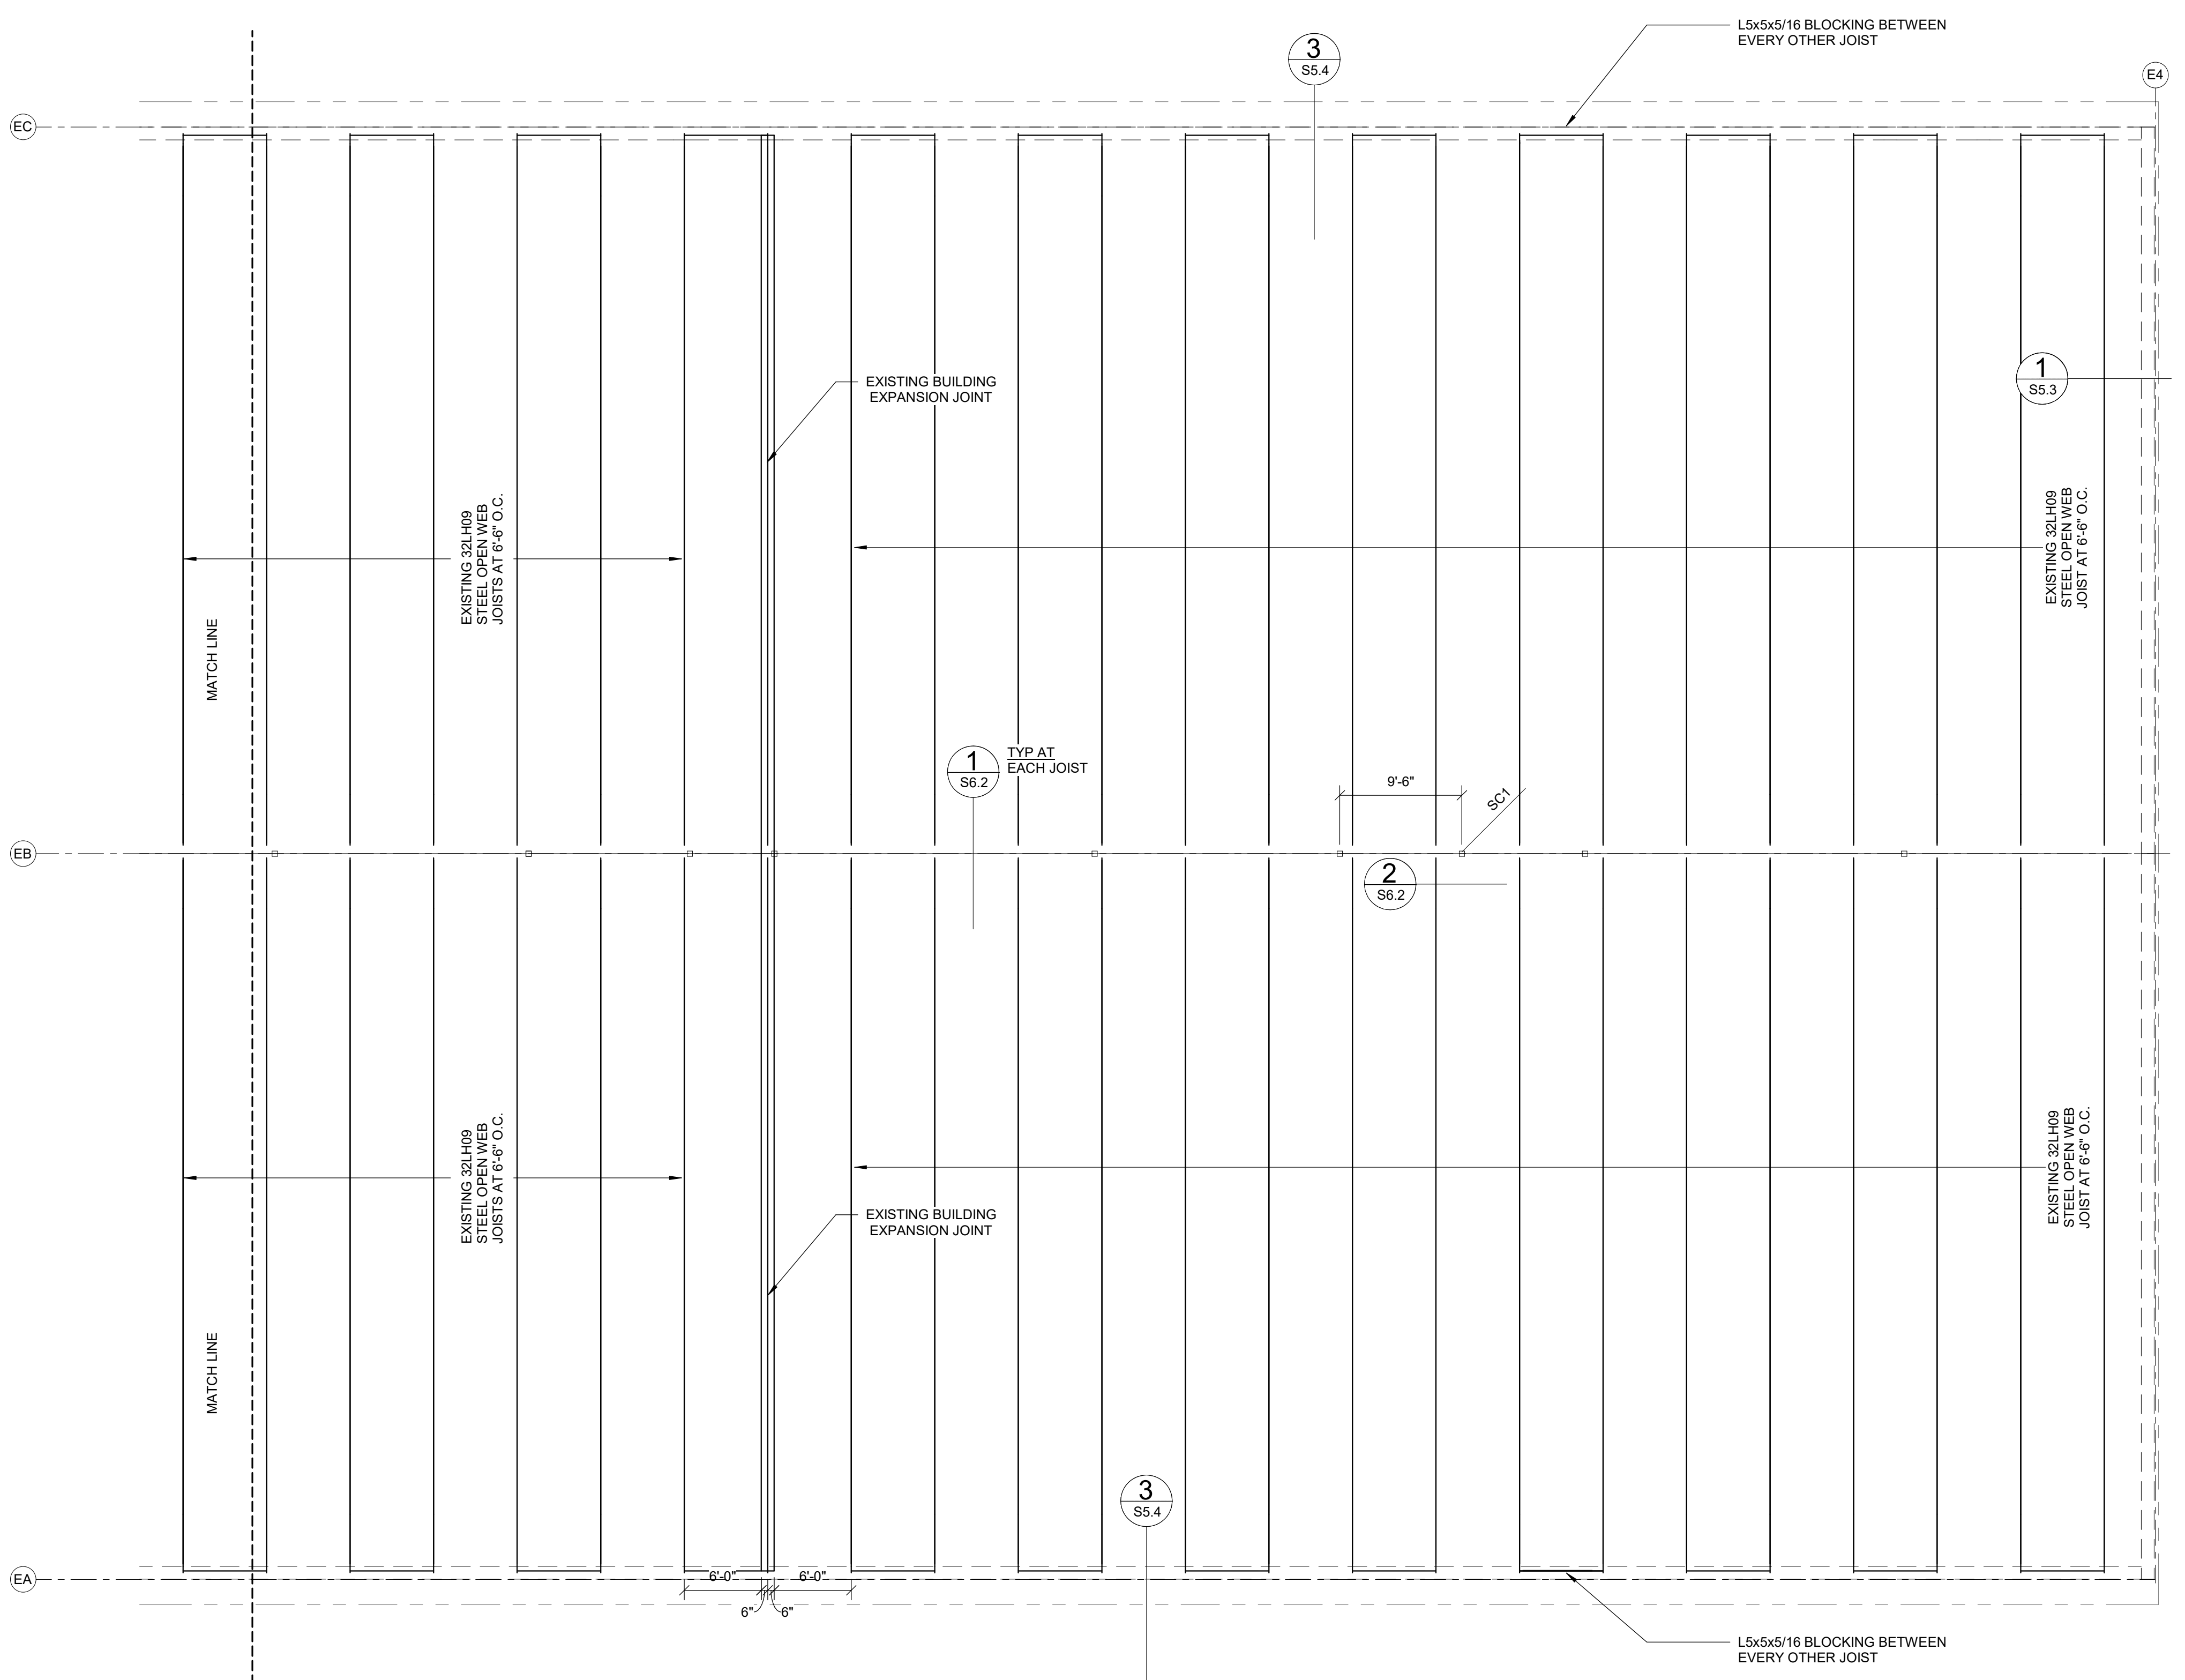 L5x5x5/16 BLOCKING BETWEEN
EVERY OTHER JOIST
3
S5.4
E4
EC
1
S5.3
EXISTING BUILDING
EXPANSION JOINT
EXISTING 32LH09
STEEL OPEN WEB
JOISTS AT 6'-6" O.C.
EXISTING 32LH09
STEEL OPEN WEB
JOIST AT 6'-6" O.C.
MATCH LINE
1
S6.2
TYP AT
EACH JOIST
9'-6"
SC1
EB
2
S6.2
EXISTING 32LH09
STEEL OPEN WEB
JOISTS AT 6'-6" O.C.
EXISTING 32LH09
STEEL OPEN WEB
JOIST AT 6'-6" O.C.
EXISTING BUILDING
EXPANSION JOINT
MATCH LINE
3
S5.4
EA
6'-0"
6'-0"
6"
6"
L5x5x5/16 BLOCKING BETWEEN
EVERY OTHER JOIST